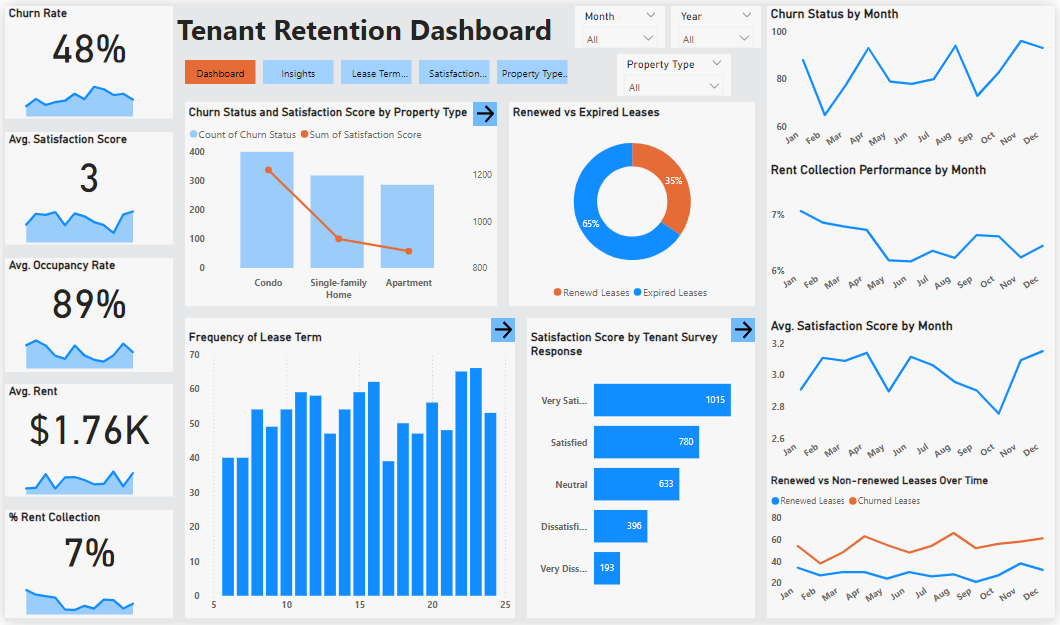 Churn Rate
48%
Avg. Satisfaction Score
3
Avg. Occupancy Rate
89%
Avg. Rent
$1.76K
% Rent Collection
7%
Tenant Retention Dashboard
Month
All
Year
All
Property Type
All
Dashboard
Insights
Lease Term...
Satisfaction...
Property Type..
Churn Status and Satisfaction Score by Property Type
Count of Churn Status Sum of Satisfaction Score
400
300
200
100
0
1200
1000
800
Condo
Single-family
Home
Apartment
Renewed vs Expired Leases
35%
65%
Renewd Leases Expired Leases
Frequency of Lease Term
70
60
50
40
30
20
10
0
5 10 15 20 25
Satisfaction Score by Tenant Survey
Response
Very Sati... 1015
Satisfied 780
Neutral 633
Dissatisfi... 396
Very Diss... 193
Churn Status by Month
100
80
60
Jan Feb Mar Apr May Jun Jul Aug Sep Oct Nov Dec
Rent Collection Performance by Month
7%
6%
Jan Feb Mar Apr May Jun Jul Aug Sep Oct Nov Dec
Avg. Satisfaction Score by Month
3.2
3.0
2.8
2.6
Jan Feb Mar Apr May Jun Jul Aug Sep Oct Nov Dec
Renewed vs Non-renewed Leases Over Time
Renewed Leases Churned Leases
80
60
40
20
Jan Feb Mar Apr May Jun Jul Aug Sep Oct Nov Dec